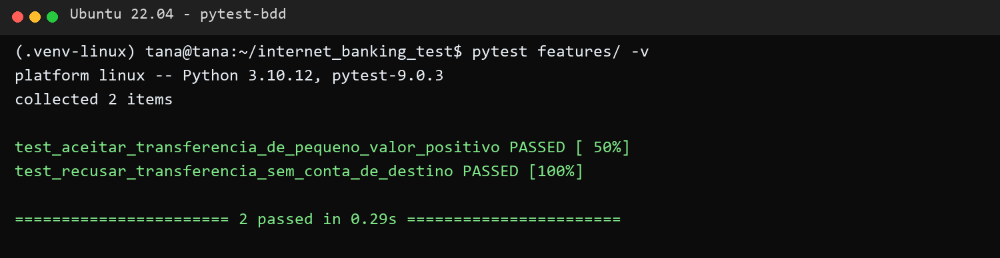 Ubuntu 22.04 - pytest-bdd
(.venv-linux) tana@tana:~/internet_banking_test$ pytest features/ -v
platform linux -- Python 3.10.12, pytest-9.0.3
collected 2 items
test_aceitar_transferencia_de_pequeno_valor_positivo PASSED [ 50%]
test_recusar_transferencia_sem_conta_de_destino PASSED [100%]
======================= 2 passed in 0.29s =======================